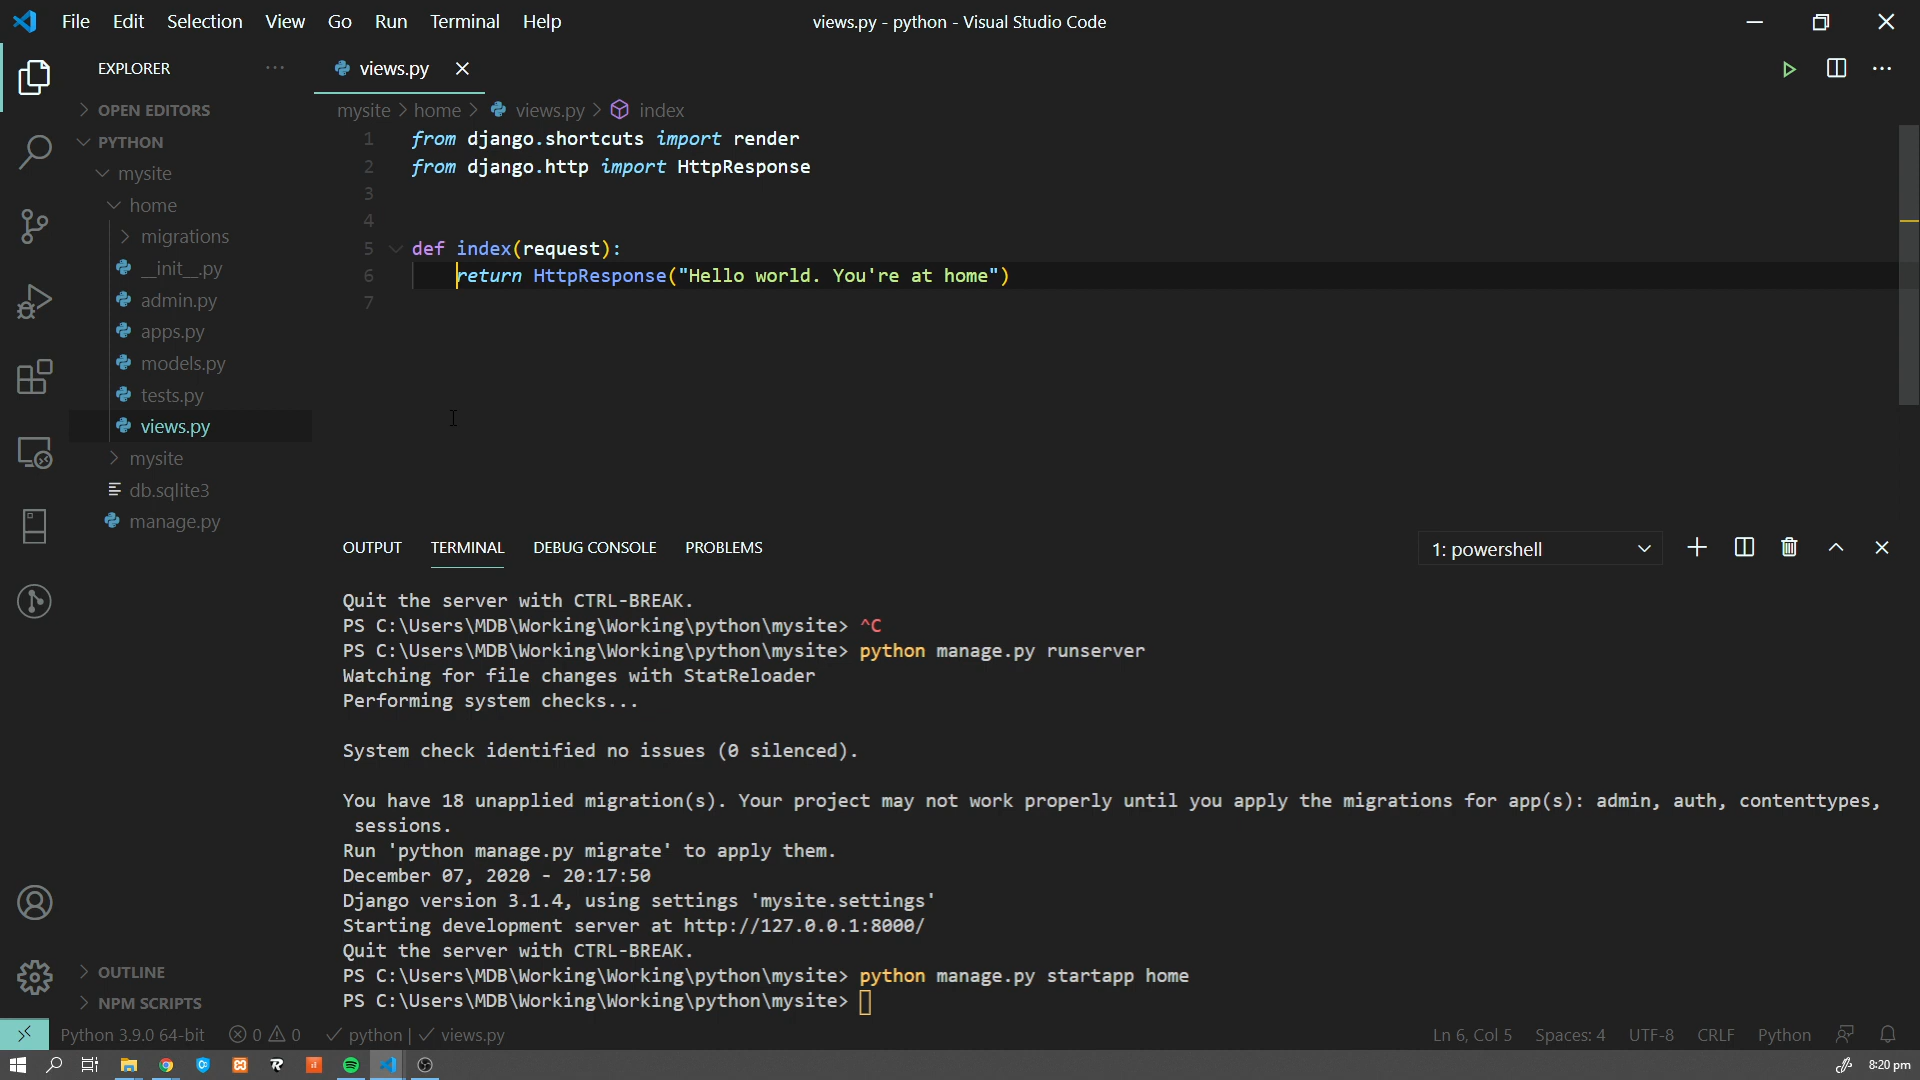 File Edit Selection View Go Run Terminal Help
views.py - python - Visual Studio Code
EXPLORER
views.py
OPEN EDITORS
PYTHON
mysite
home
migrations
__init__.py
admin.py
apps.py
models.py
tests.py
views.py
mysite
db.sqlite3
manage.py
OUTLINE
NPM SCRIPTS
mysite > home > views.py > index
1 from django.shortcuts import render
2 from django.http import HttpResponse
3
4
5 def index(request):
6 return HttpResponse("Hello world. You're at home")
7
OUTPUT TERMINAL DEBUG CONSOLE PROBLEMS
1: powershell
Quit the server with CTRL-BREAK.
PS C:\Users\MDB\Working\Working\python\mysite> ^C
PS C:\Users\MDB\Working\Working\python\mysite> python manage.py runserver
Watching for file changes with StatReloader
Performing system checks...
System check identified no issues (0 silenced).
You have 18 unapplied migration(s). Your project may not work properly until you apply the migrations for app(s): admin, auth, contenttypes,
sessions.
Run 'python manage.py migrate' to apply them.
December 07, 2020 - 20:17:50
Django version 3.1.4, using settings 'mysite.settings'
Starting development server at http://127.0.0.1:8000/
Quit the server with CTRL-BREAK.
PS C:\Users\MDB\Working\Working\python\mysite> python manage.py startapp home
PS C:\Users\MDB\Working\Working\python\mysite>
Python 3.9.0 64-bit 0 0 python | views.py
Ln 6, Col 5 Spaces: 4 UTF-8 CRLF Python
8:20 pm